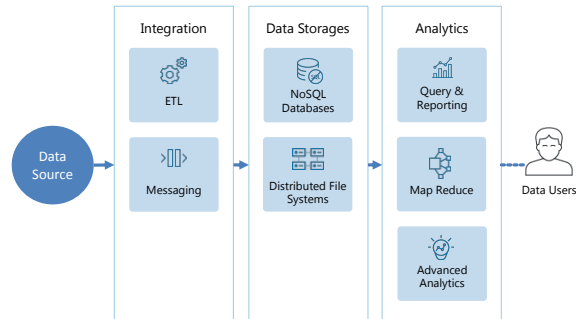 Integration
Data Storages
Analytics
ETL
NoSQL
Databases
Query &
Reporting
Data
Source
Messaging
Distributed File
Systems
Map Reduce
Data Users
Advanced
Analytics